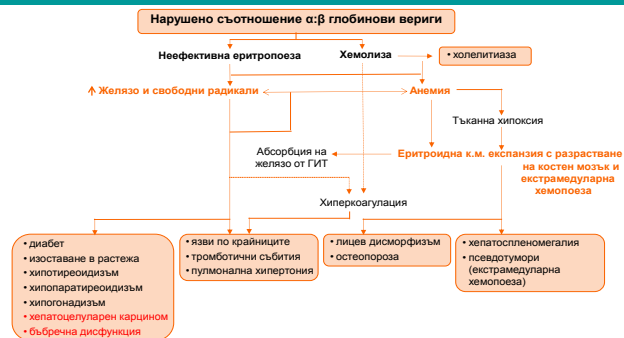 Нарушено съотношение α:β глобинови вериги
Неефективна еритропоеза
Хемолиза
• холелитиаза
Желязо и свободни радикали
Анемия
Тъканна хипоксия
Абсорбция на
желязо от ГИТ
Еритроидна к.м. експанзия с разрастване
на костен мозък и
екстрамедуларна
хемопоеза
Хиперкоагулация
• диабет
• изоставане в растежа
• хипотиреоидизъм
• хипопаратиреоидизъм
• хипогонадизъм
• хепатоцелуларен карцином
• бъбречна дисфункция
• язви по крайниците
• тромботични събития
• пулмонална хипертония
• лицев дисморфизъм
• остеопороза
• хепатоспленомегалия
• псевдотумори
(екстрамедуларна
хемопоеза)